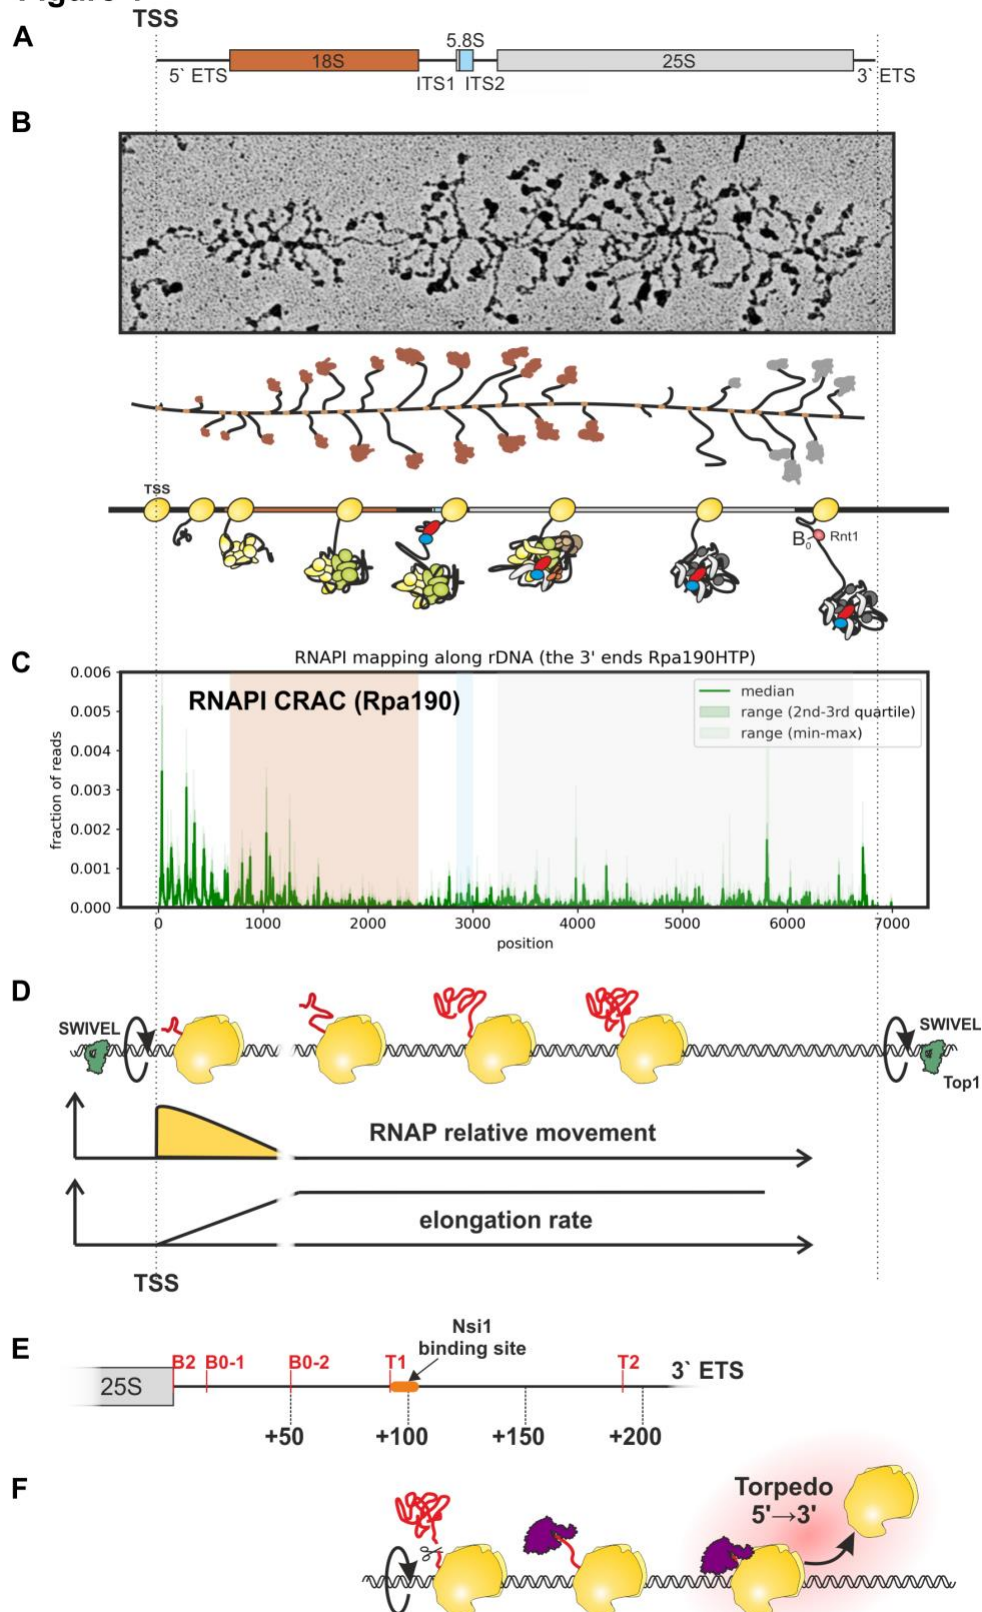 TSS
A
5.8S
18S
25S
5` ETS
ITS1 ITS2
3` ETS
B
TSS
B0
Rnt1
C
RNAPI mapping along rDNA (the 3' ends Rpa190HTP)
RNAPI CRAC (Rpa190)
median
range (2nd-3rd quartile)
range (min-max)
fraction of reads
0.006
0.005
0.004
0.003
0.002
0.001
0.000
0 1000 2000 3000 4000 5000 6000 7000
position
D
SWIVEL
SWIVEL
Top1
RNAP relative movement
elongation rate
TSS
E
Nsi1
binding site
B2 B0-1 B0-2 T1 T2
3` ETS
25S
+50 +100 +150 +200
F
Torpedo
5'→3'